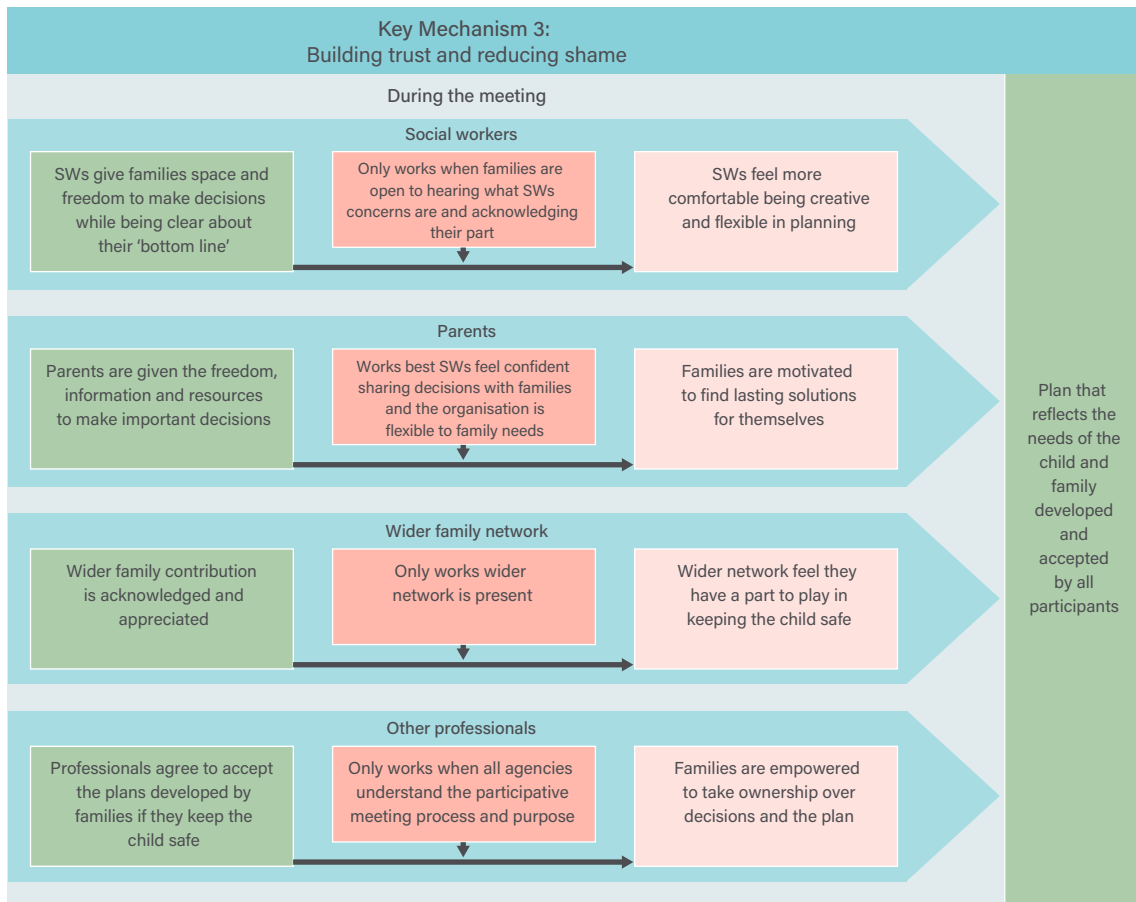 Key Mechanism 3:
Building trust and reducing shame
During the meeting
Social workers
SWs give families space and
freedom to make decisions
while being clear about
their ‘bottom line’
Only works when families are
open to hearing what SWs
concerns are and acknowledging
their part
SWs feel more
comfortable being creative
and flexible in planning
Parents
Parents are given the freedom,
information and resources
to make important decisions
Works best SWs feel confident
sharing decisions with families
and the organisation is
flexible to family needs
Families are motivated
to find lasting solutions
for themselves
Wider family network
Wider family contribution
is acknowledged and
appreciated
Only works wider
network is present
Wider network feel they
have a part to play in
keeping the child safe
Other professionals
Professionals agree to accept
the plans developed by
families if they keep the
child safe
Only works when all agencies
understand the participative
meeting process and purpose
Families are empowered
to take ownership over
decisions and the plan
Plan that
reflects the
needs of the
child and
family
developed
and
accepted
by all
participants